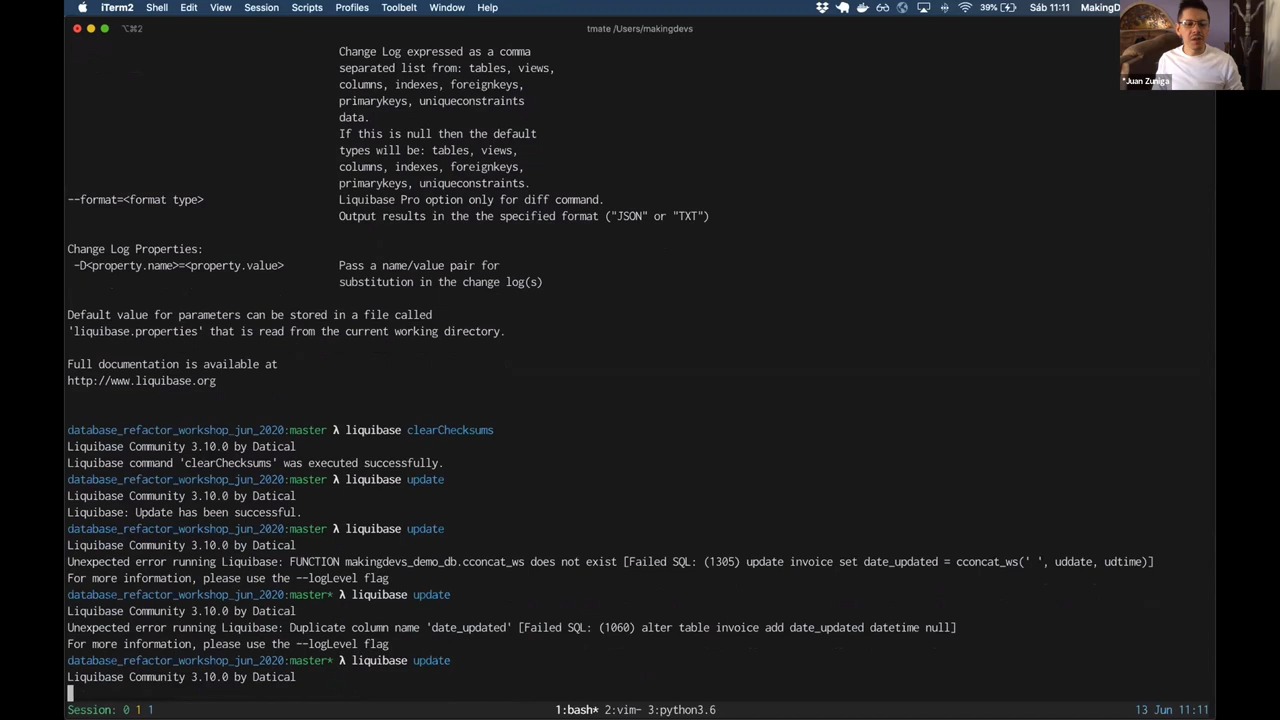 iTerm2 Shell Edit View Session Scripts Profiles Toolbelt Window Help 39% Sáb 11:11 MakingD
⌥⌘2 tmate /Users/makingdevs
*Juan Zuniga
Change Log expressed as a comma
separated list from: tables, views,
columns, indexes, foreignkeys,
primarykeys, uniqueconstraints
data.
If this is null then the default
types will be: tables, views,
columns, indexes, foreignkeys,
primarykeys, uniqueconstraints.
--format=<format type> Liquibase Pro option only for diff command.
Output results in the the specified format ("JSON" or "TXT")
Change Log Properties:
-D<property.name>=<property.value> Pass a name/value pair for
substitution in the change log(s)
Default value for parameters can be stored in a file called
'liquibase.properties' that is read from the current working directory.
Full documentation is available at
http://www.liquibase.org
database_refactor_workshop_jun_2020:master λ liquibase clearChecksums
Liquibase Community 3.10.0 by Datical
Liquibase command 'clearChecksums' was executed successfully.
database_refactor_workshop_jun_2020:master λ liquibase update
Liquibase Community 3.10.0 by Datical
Liquibase: Update has been successful.
database_refactor_workshop_jun_2020:master λ liquibase update
Liquibase Community 3.10.0 by Datical
Unexpected error running Liquibase: FUNCTION makingdevs_demo_db.cconcat_ws does not exist [Failed SQL: (1305) update invoice set date_updated = cconcat_ws(' ', uddate, udtime)]
For more information, please use the --logLevel flag
database_refactor_workshop_jun_2020:master* λ liquibase update
Liquibase Community 3.10.0 by Datical
Unexpected error running Liquibase: Duplicate column name 'date_updated' [Failed SQL: (1060) alter table invoice add date_updated datetime null]
For more information, please use the --logLevel flag
database_refactor_workshop_jun_2020:master* λ liquibase update
Liquibase Community 3.10.0 by Datical
Session: 0 1 1 1:bash* 2:vim- 3:python3.6 13 Jun 11:11